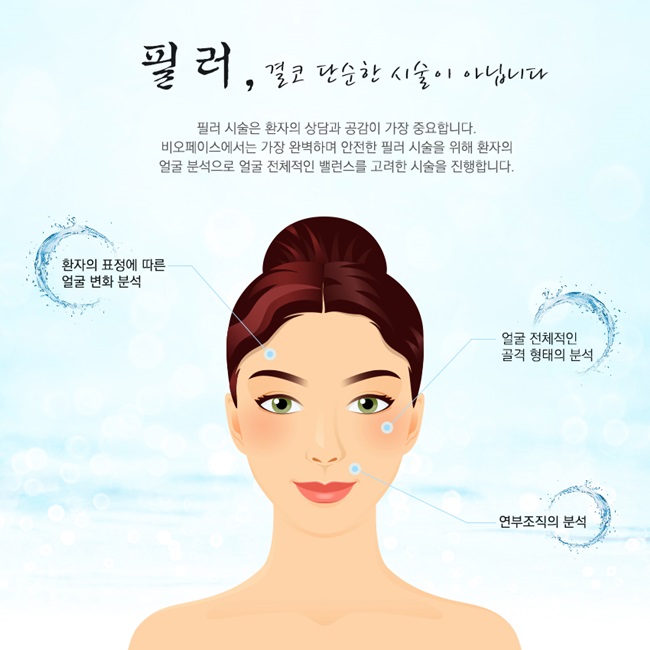 필러, 결코 단순한 시술이 아닙니다
필러 시술은 환자의 상담과 공감이 가장 중요합니다.
비오페이스에서는 가장 완벽하며 안전한 필러 시술을 위해 환자의
얼굴 분석으로 얼굴 전체적인 밸런스를 고려한 시술을 진행합니다.
환자의 표정에 따른
얼굴 변화 분석
얼굴 전체적인
골격 형태의 분석
연부조직의 분석